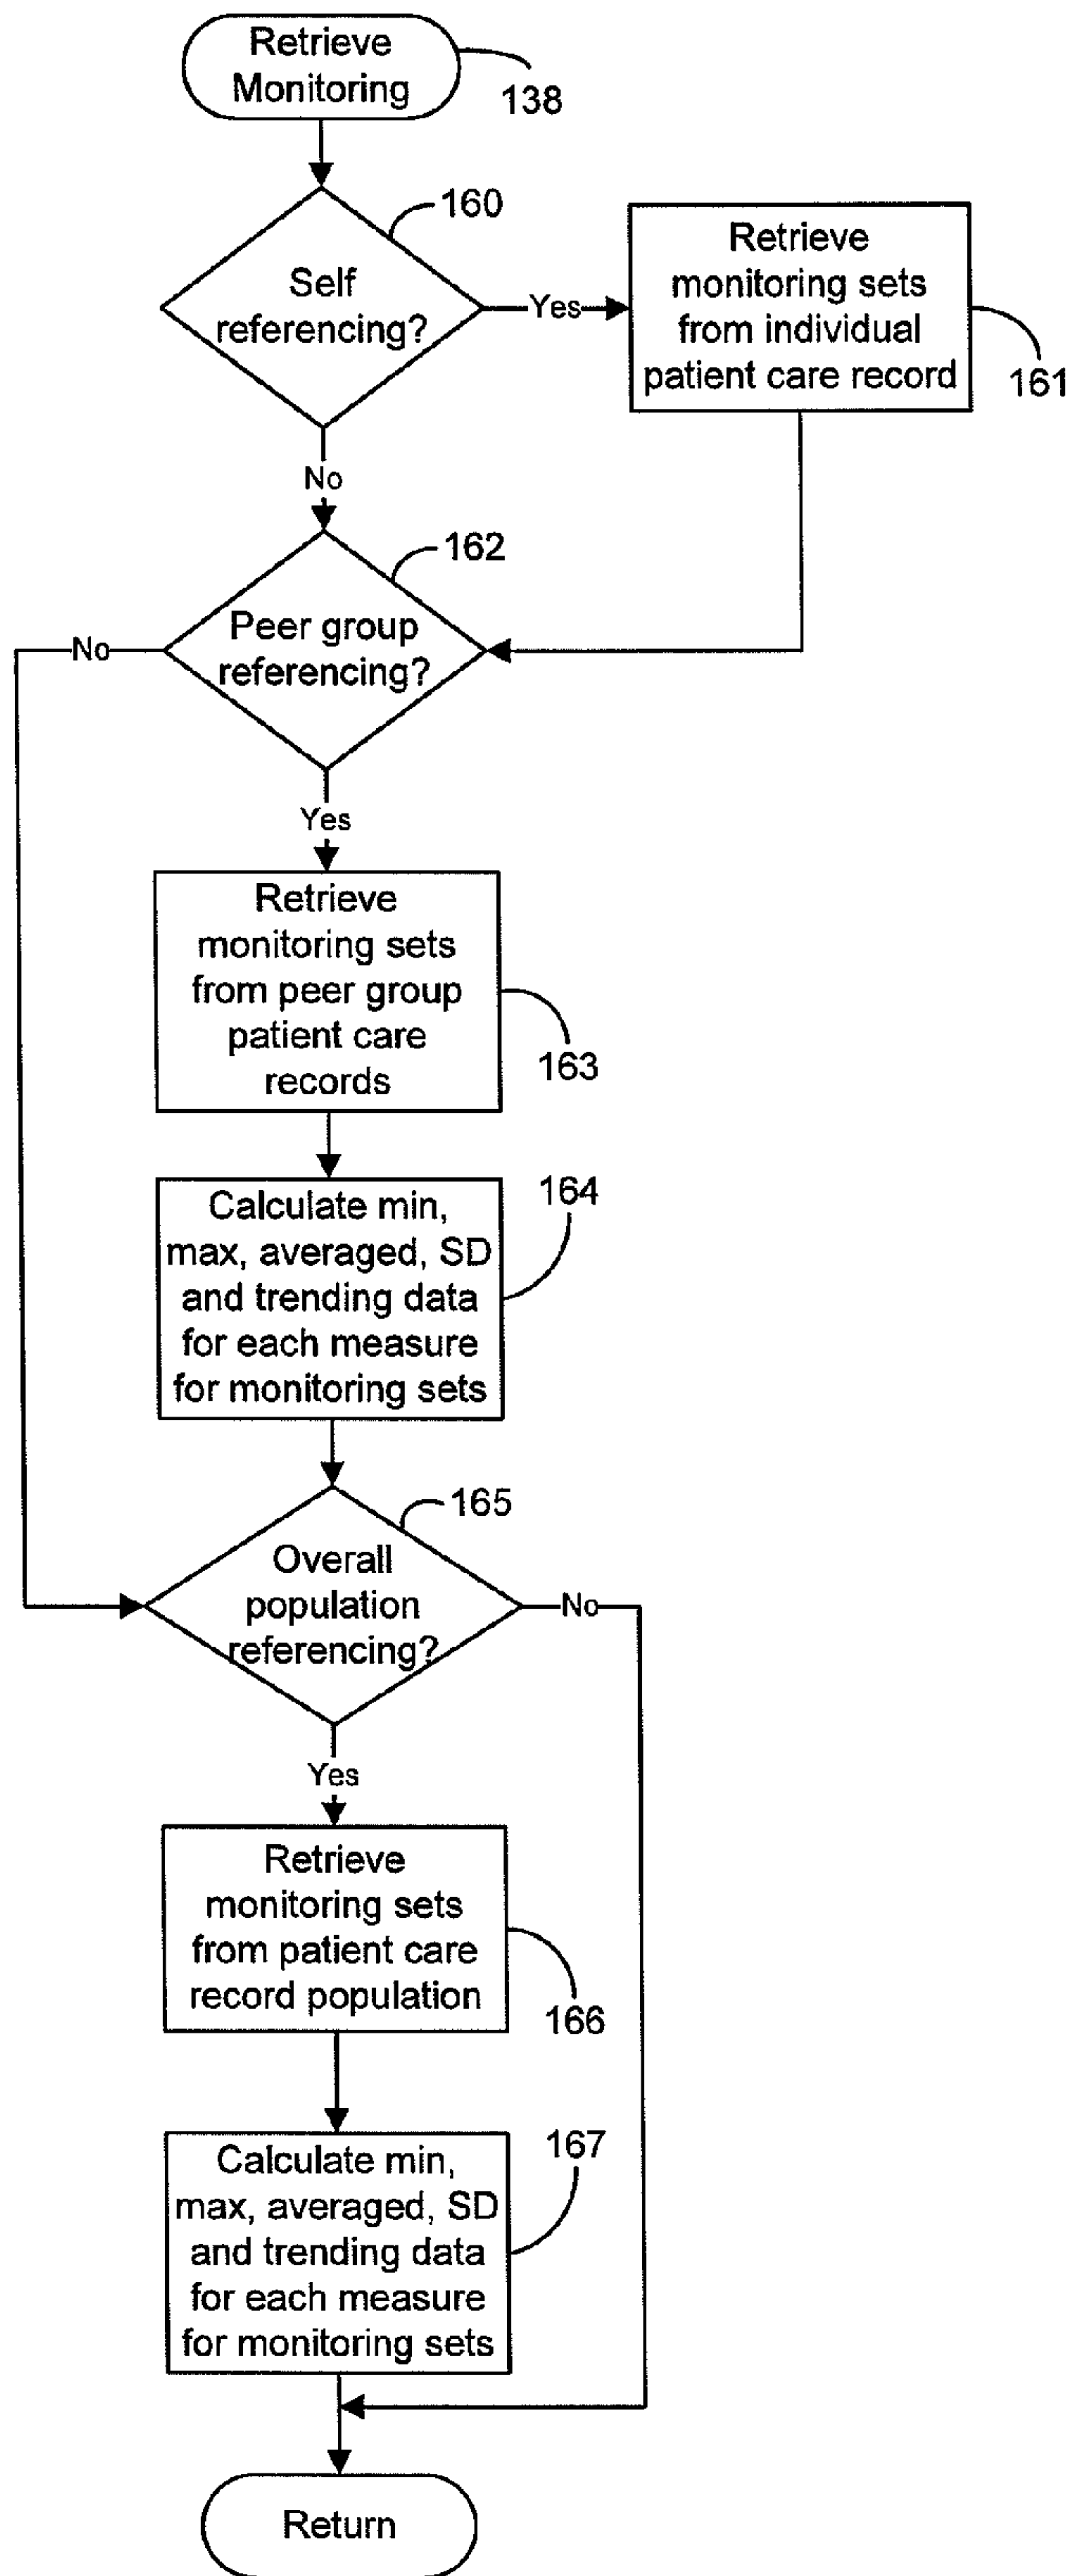 Retrieve
Monitoring
138
160
Self
referencing?
Yes
Retrieve
monitoring sets
from individual
patient care record
161
No
162
Peer group
referencing?
No
Yes
Retrieve
monitoring sets
from peer group
patient care
records
163
164
Calculate min,
max, averaged, SD
and trending data
for each measure
for monitoring sets
165
Overall
population
referencing?
No
Yes
Retrieve
monitoring sets
from patient care
record population
166
167
Calculate min,
max, averaged, SD
and trending data
for each measure
for monitoring sets
Return